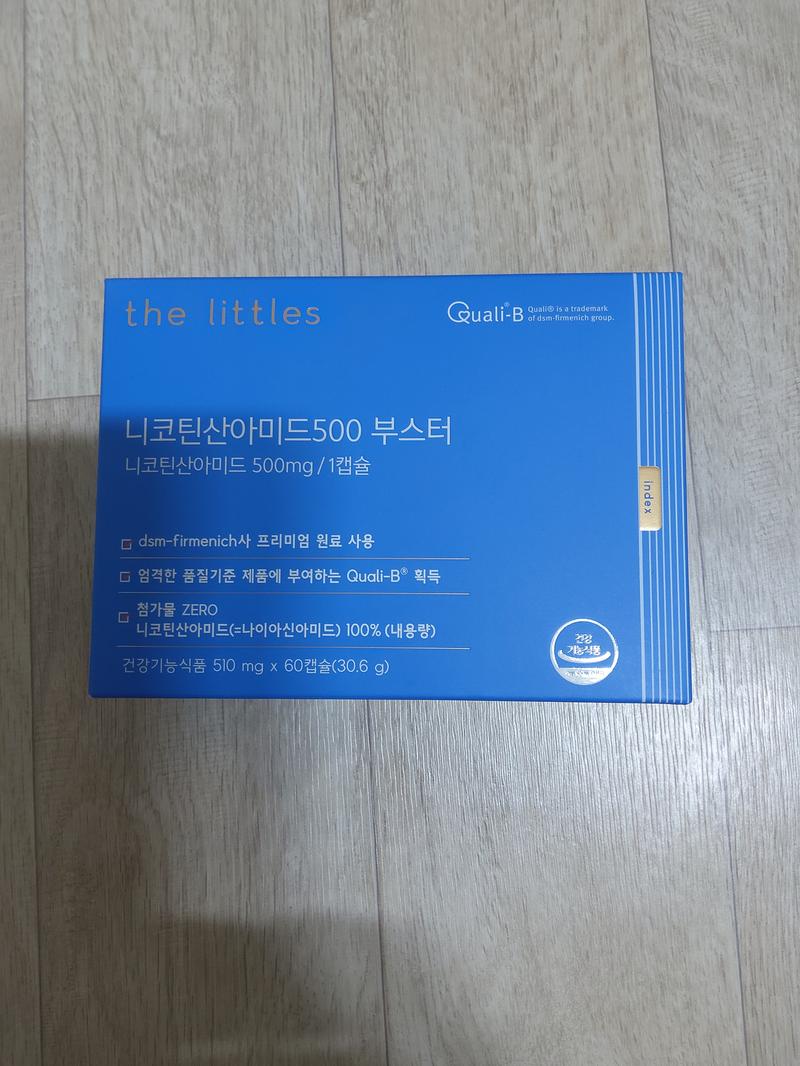 the littles
Quali®-B
Quali® is a trademark
of dsm-firmenich group.
니코틴산아미드500 부스터
니코틴산아미드 500mg / 1캡슐
index
dsm-firmenich사 프리미엄 원료 사용
엄격한 품질기준 제품에 부여하는 Quali-B® 획득
첨가물 ZERO
니코틴산아미드(=나이아신아미드) 100% (내용량)
건강기능식품 510 mg x 60캡슐(30.6 g)
건강
기능식품